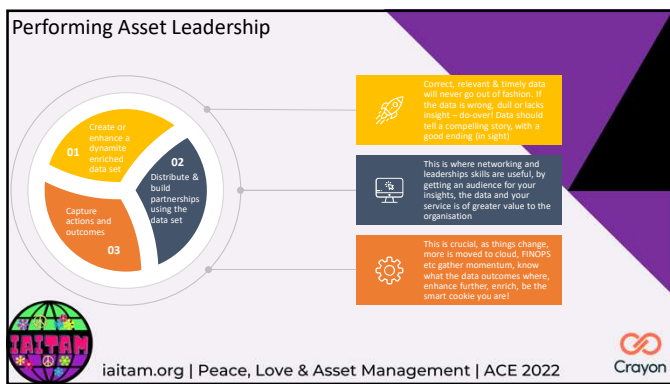 Performing Asset Leadership
Create or
enhance a
dynamite
enriched
data set
01
02
Distribute &
build
partnerships
using the
data set
Capture
actions and
outcomes
03
Correct, relevant & timely data
will never go out of fashion. If
the data is wrong, dull or lacks
insight – do-over! Data should
tell a compelling story, with a
good ending (in sight)
This is where networking and
leaderships skills are useful, by
getting an audience for your
insights, the data and your
service is of greater value to the
organisation
This is crucial, as things change,
more is moved to cloud, FINOPS
etc gather momentum, know
what the data outcomes where,
enhance further, enrich, be the
smart cookie you are!
IAITAM
iaitam.org | Peace, Love & Asset Management | ACE 2022
Crayon